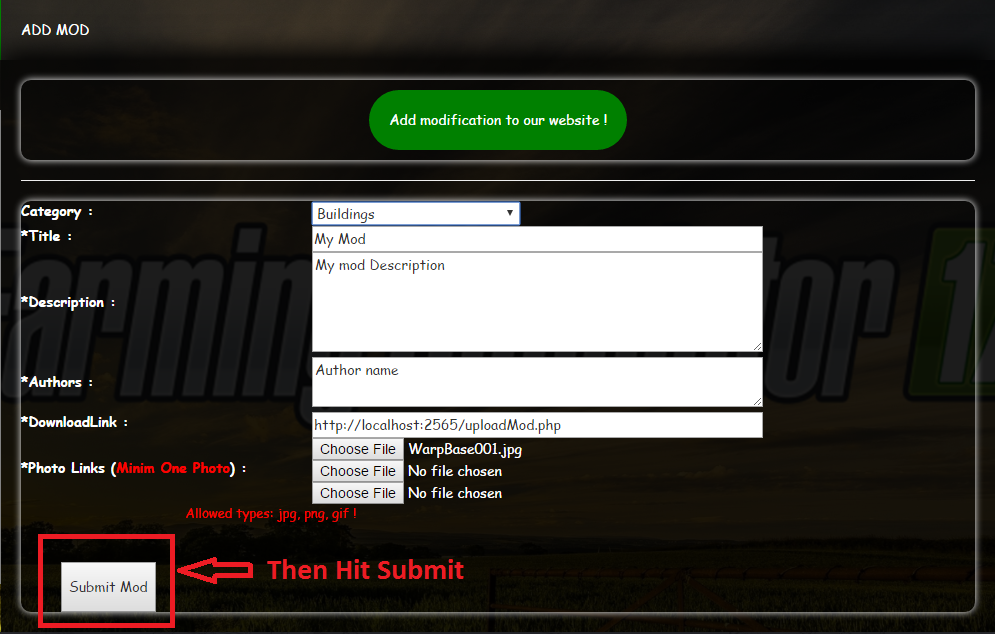 ADD MOD
Add modification to our website !
Category :
Buildings
*Title :
My Mod
*Description :
My mod Description
*Authors :
Author name
*DownloadLink :
http://localhost:2565/uploadMod.php
*Photo Links (Minim One Photo) :
Choose File WarpBase001.jpg
Choose File No file chosen
Choose File No file chosen
Allowed types: jpg, png, gif !
Submit Mod
Then Hit Submit